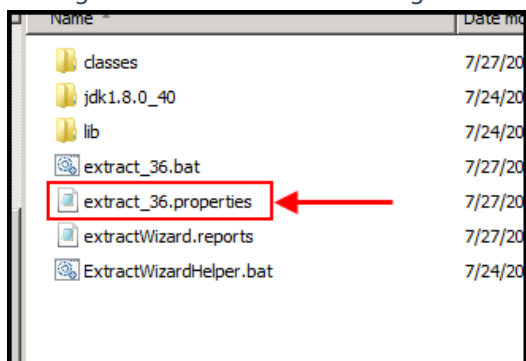 Name Date mo
classes 7/27/20
jdk1.8.0_40 7/24/20
lib 7/24/20
extract_36.bat 7/27/20
extract_36.properties 7/27/20
extractWizard.reports 7/27/20
ExtractWizardHelper.bat 7/24/20